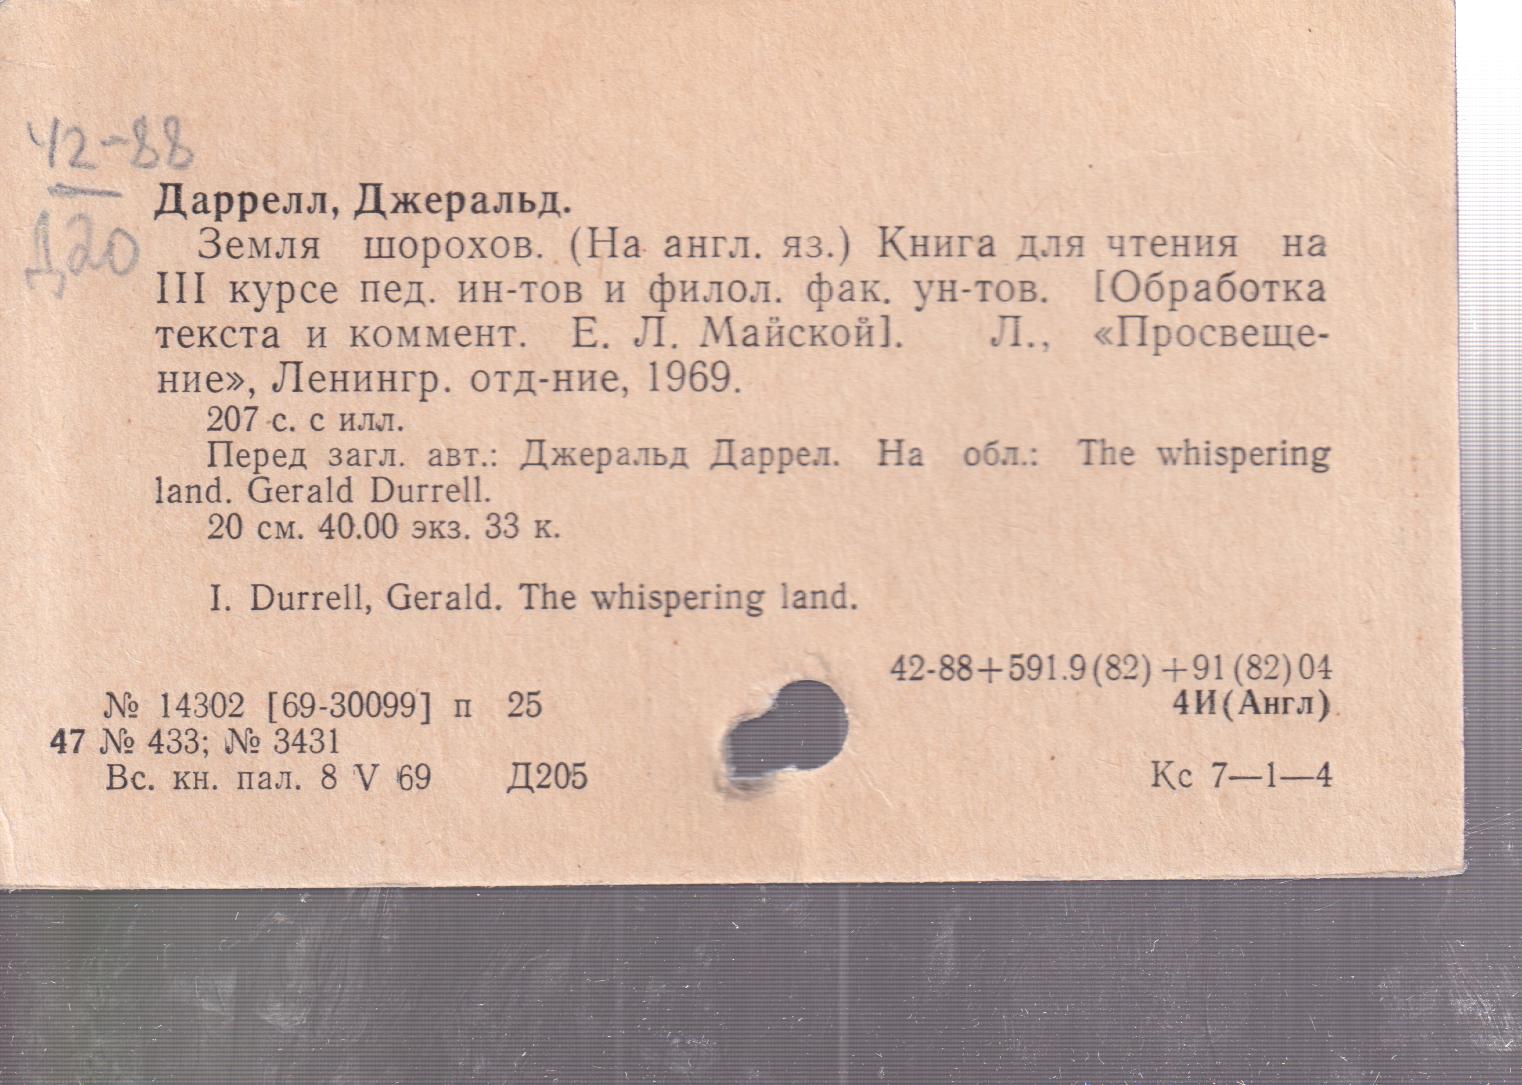 42-88
Д20
Даррелл, Джеральд.
Земля шорохов. (На англ. яз.) Книга для чтения на
III курсе пед. ин-тов и филол. фак. ун-тов. [Обработка
текста и коммент. Е. Л. Майской]. Л., «Просвеще-
ние», Ленингр. отд-ние, 1969.
207 с. с илл.
Перед загл. авт.: Джеральд Даррел. На обл.: The whispering
land. Gerald Durrell.
20 см. 40.00 экз. 33 к.
I. Durrell, Gerald. The whispering land.
42-88+591.9(82)+91(82)04
4И(Англ)
№ 14302 [69-30099] п 25
47 № 433; № 3431
Вс. кн. пал. 8 V 69 Д205 Кс 7—1—4